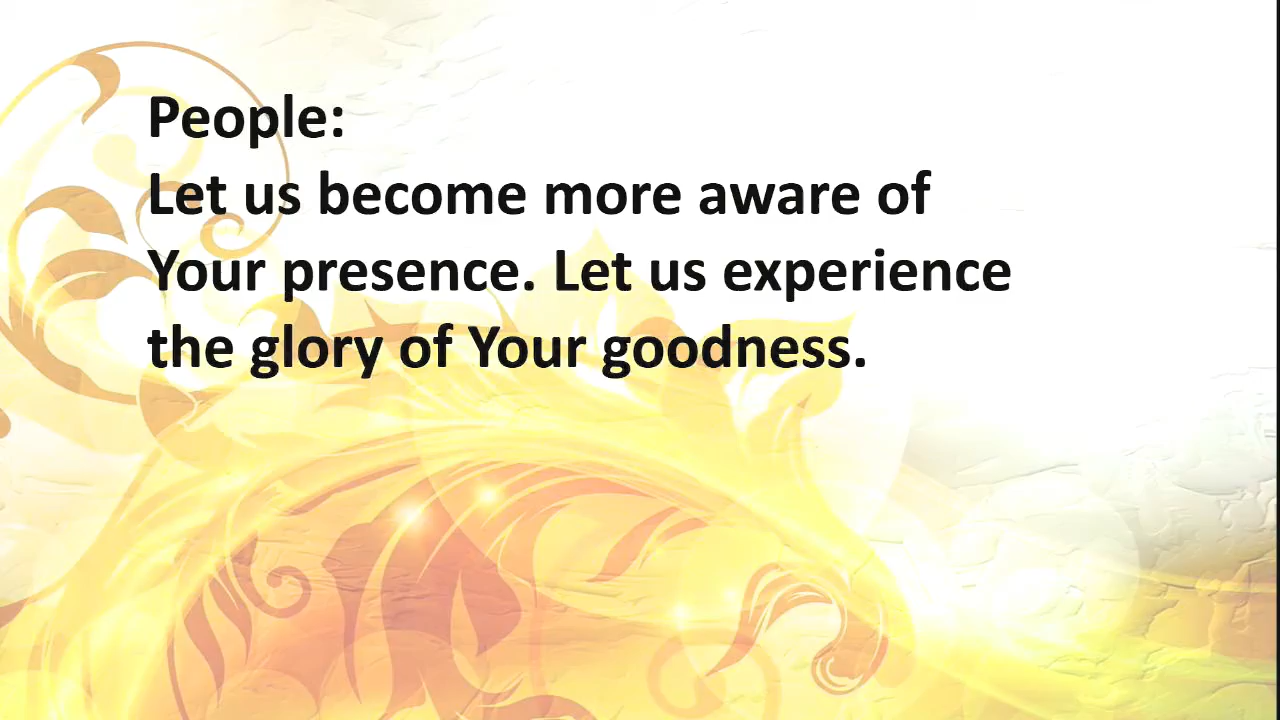 People:
Let us become more aware of
Your presence. Let us experience
the glory of Your goodness.